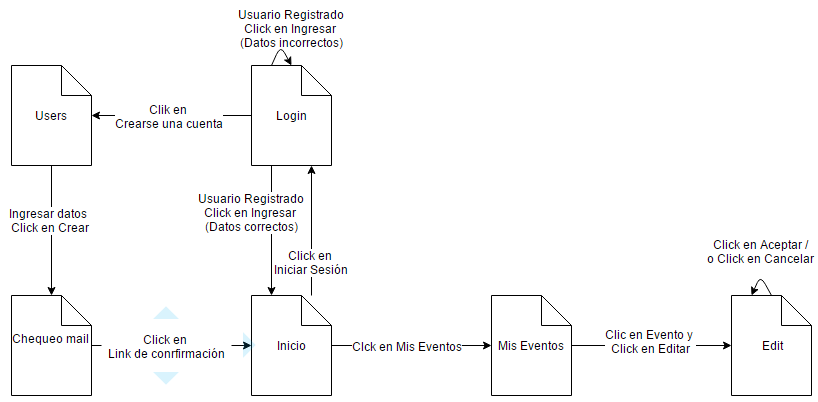 Usuario Registrado
Click en Ingresar
(Datos incorrectos)
Users
Clik en
Crearse una cuenta
Login
Usuario Registrado
Click en Ingresar
(Datos correctos)
Ingresar datos
Click en Crear
Click en
Iniciar Sesión
Click en Aceptar /
o Click en Cancelar
Chequeo mail
Click en
Link de conrfirmación
Inicio
Clck en Mis Eventos
Mis Eventos
Clic en Evento y
Click en Editar
Edit